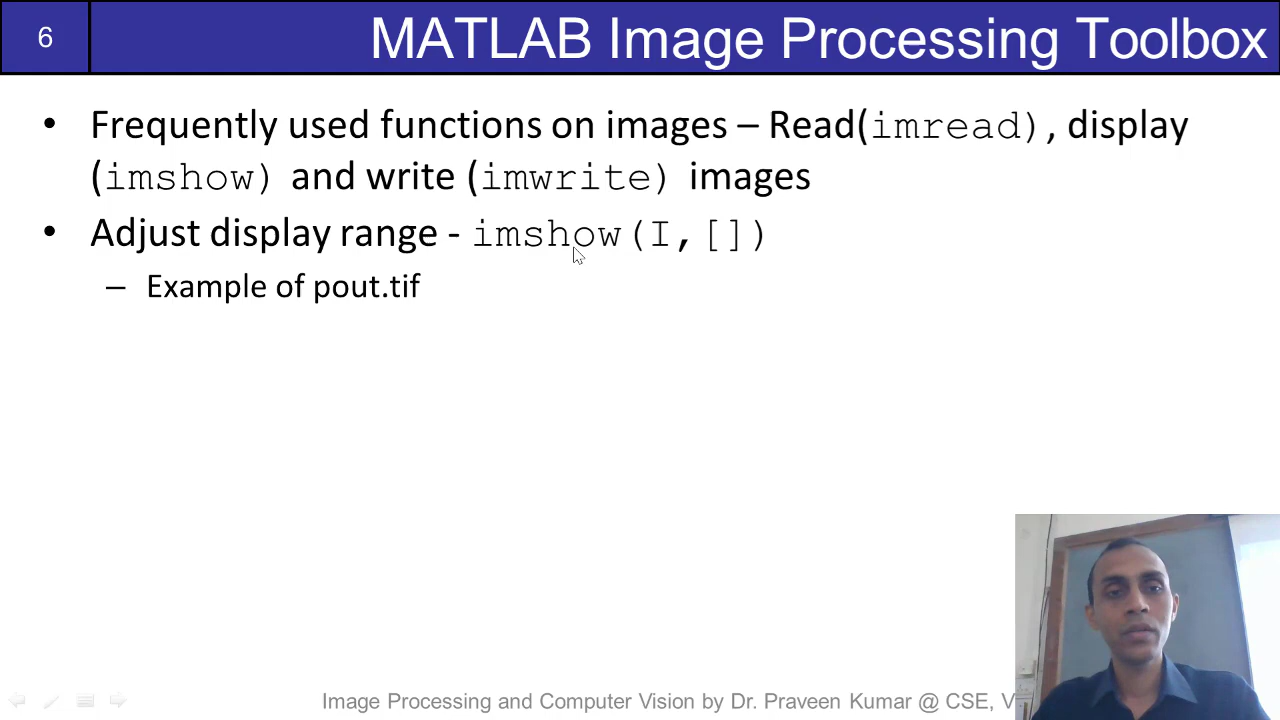 6
MATLAB Image Processing Toolbox
• Frequently used functions on images – Read(imread), display
(imshow) and write (imwrite) images
• Adjust display range - imshow(I,[])
– Example of pout.tif
Image Processing and Computer Vision by Dr. Praveen Kumar @ CSE, V